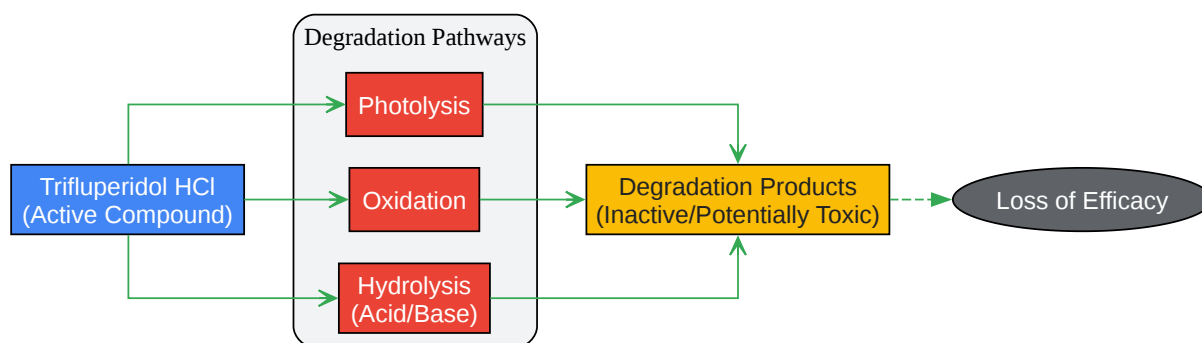 Degradation Pathways
Photolysis
Trifluperidol HCl
(Active Compound)
Oxidation
Degradation Products
(Inactive/Potentially Toxic)
Loss of Efficacy
Hydrolysis
(Acid/Base)